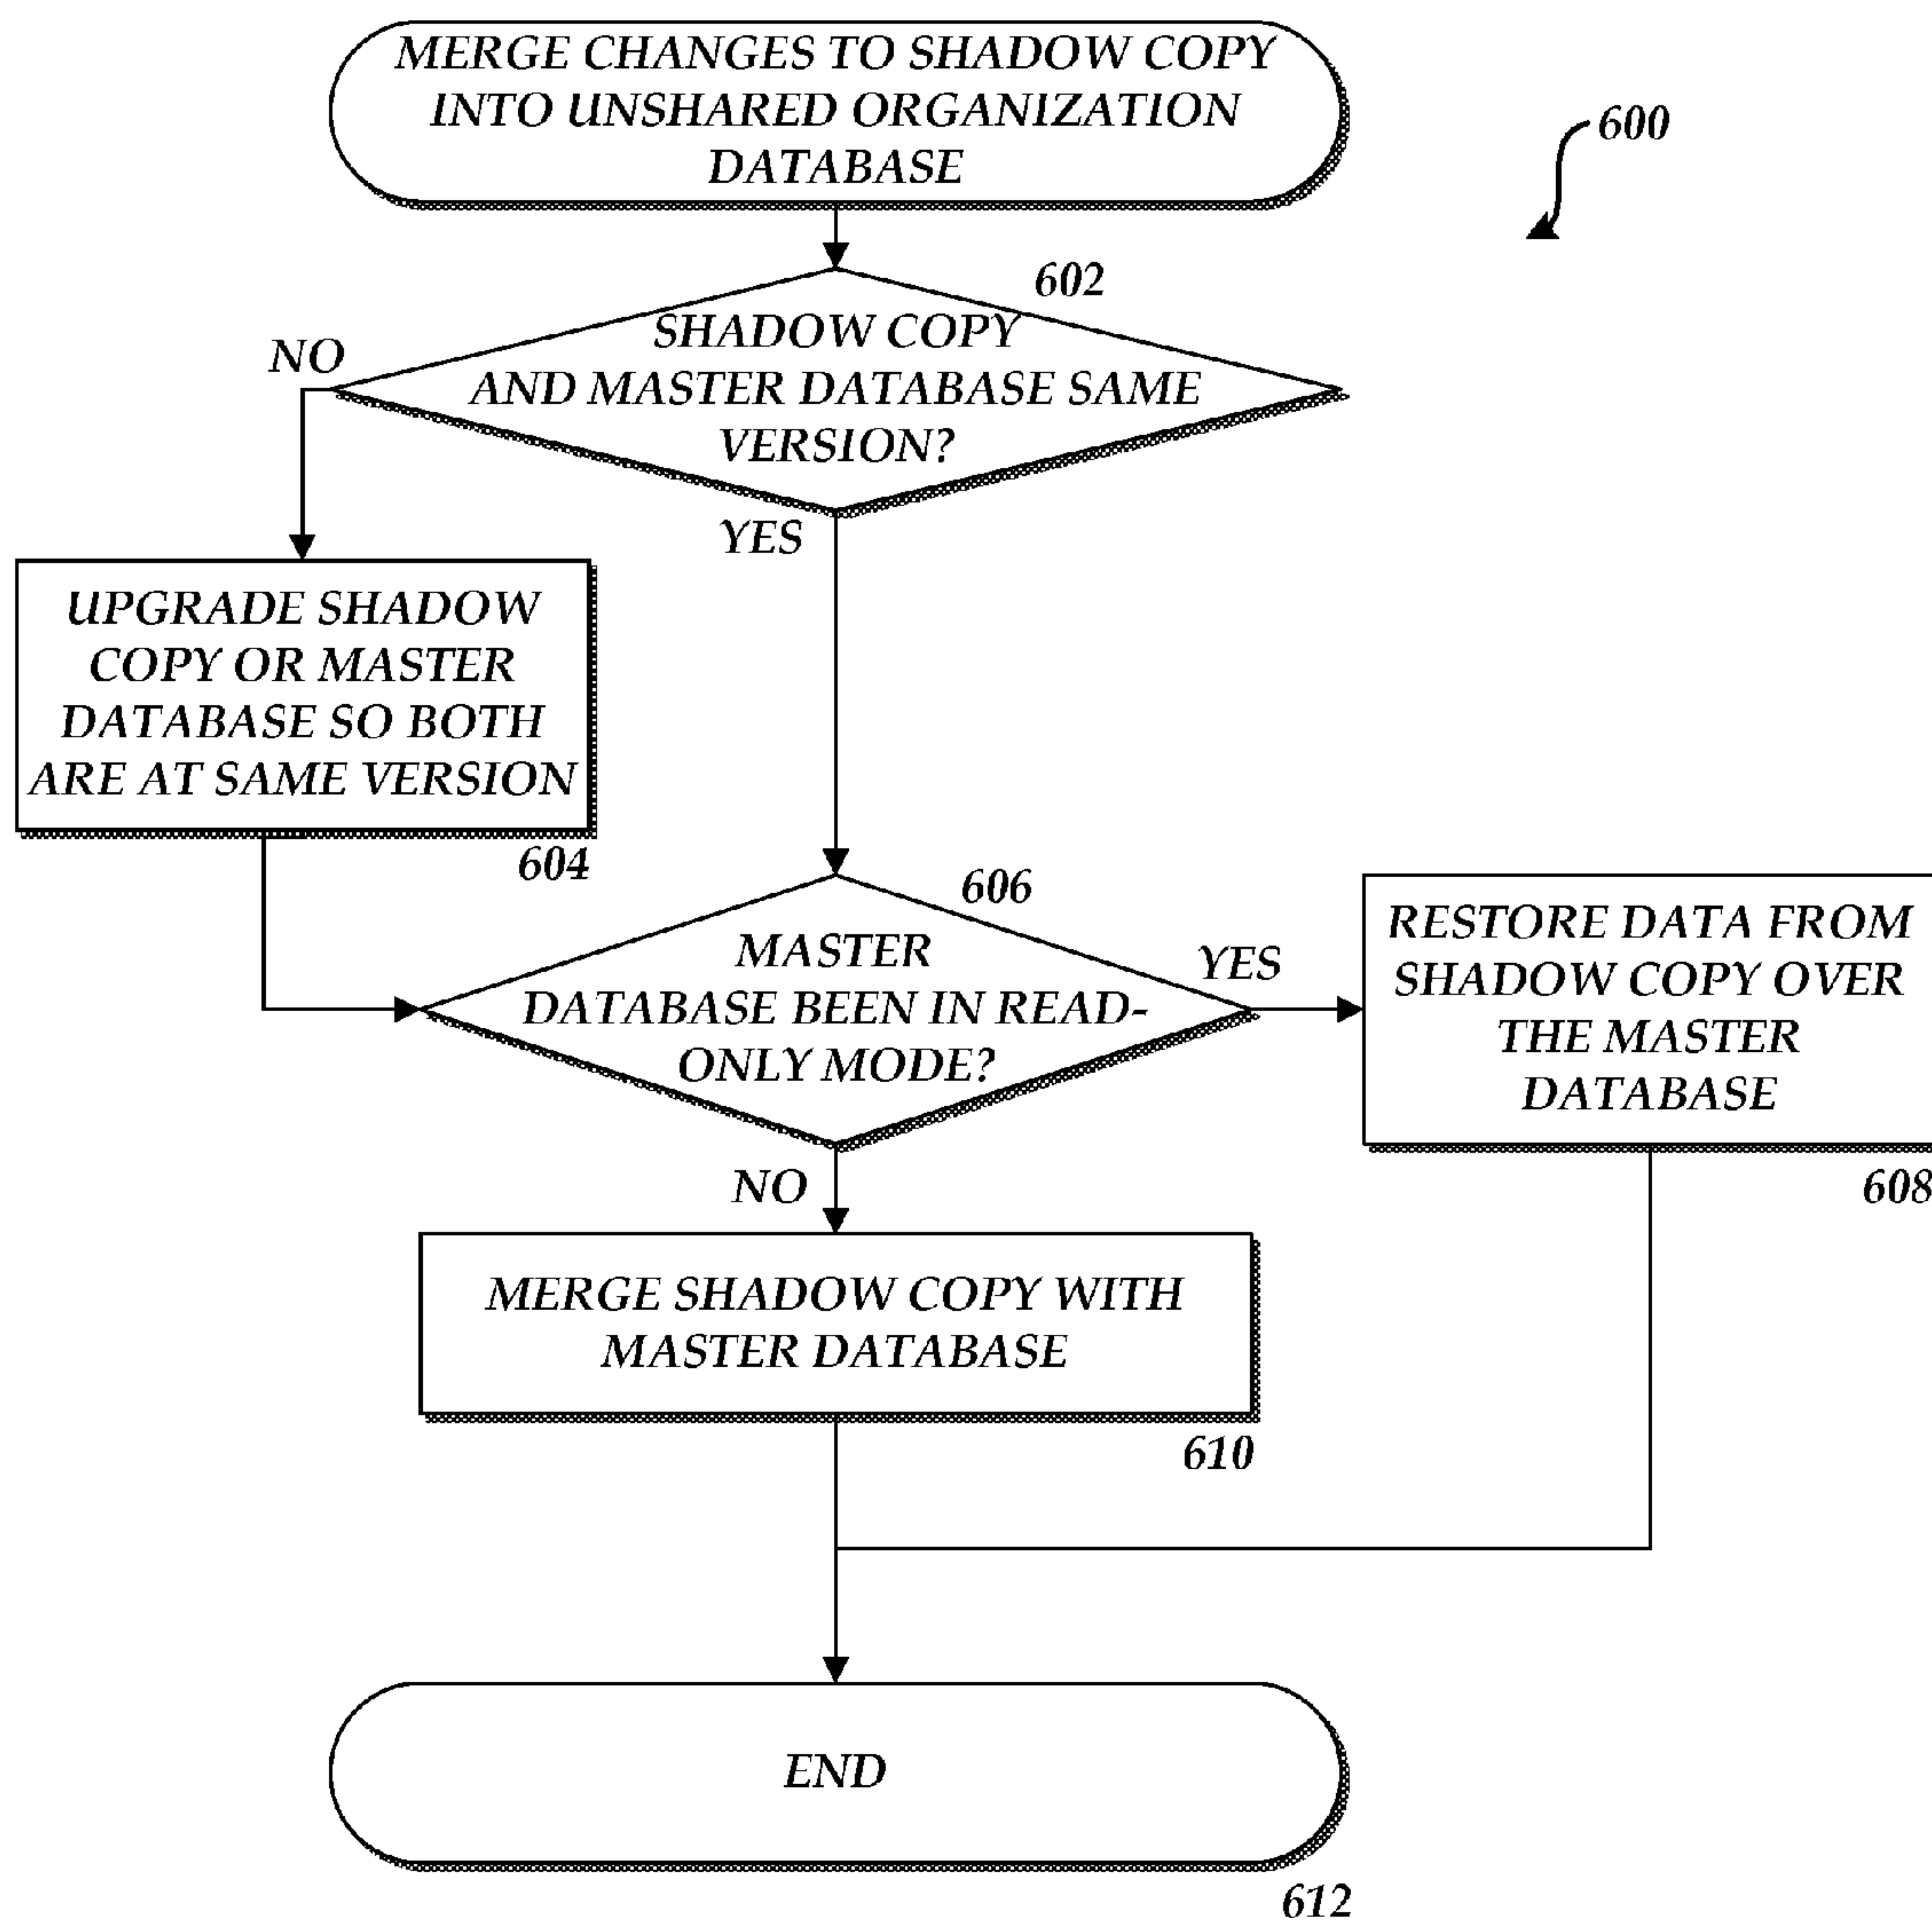 MERGE CHANGES TO SHADOW COPY
INTO UNSHARED ORGANIZATION
DATABASE
600
602
SHADOW COPY
AND MASTER DATABASE SAME
VERSION?
NO
YES
UPGRADE SHADOW
COPY OR MASTER
DATABASE SO BOTH
ARE AT SAME VERSION
604
606
MASTER
DATABASE BEEN IN READ-
ONLY MODE?
YES
RESTORE DATA FROM
SHADOW COPY OVER
THE MASTER
DATABASE
608
NO
MERGE SHADOW COPY WITH
MASTER DATABASE
610
END
612